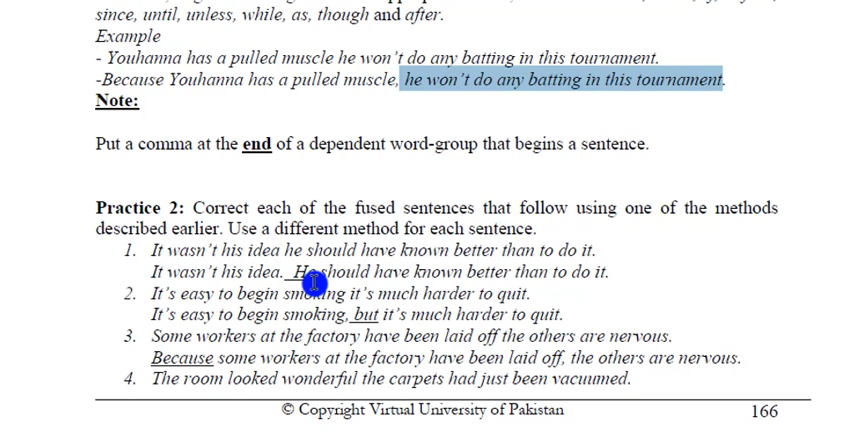 since, until, unless, while, as, though and after.
Example
- Youhanna has a pulled muscle he won't do any batting in this tournament.
-Because Youhanna has a pulled muscle, he won't do any batting in this tournament.
Note:
Put a comma at the end of a dependent word-group that begins a sentence.
Practice 2: Correct each of the fused sentences that follow using one of the methods
described earlier. Use a different method for each sentence.
1. It wasn't his idea he should have known better than to do it.
It wasn't his idea. He should have known better than to do it.
2. It's easy to begin smoking it's much harder to quit.
It's easy to begin smoking, but it's much harder to quit.
3. Some workers at the factory have been laid off the others are nervous.
Because some workers at the factory have been laid off, the others are nervous.
4. The room looked wonderful the carpets had just been vacuumed.
© Copyright Virtual University of Pakistan 166